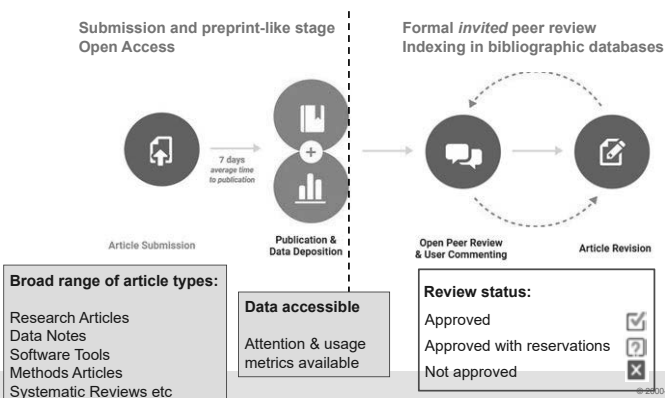 Submission and preprint-like stage
Open Access
Formal invited peer review
Indexing in bibliographic databases
7 days
average time
to publication
+
Article Submission
Publication &
Data Deposition
Open Peer Review
& User Commenting
Article Revision
Broad range of article types:
Research Articles
Data Notes
Software Tools
Methods Articles
Systematic Reviews etc
Data accessible
Attention & usage
metrics available
Review status:
Approved
Approved with reservations
Not approved